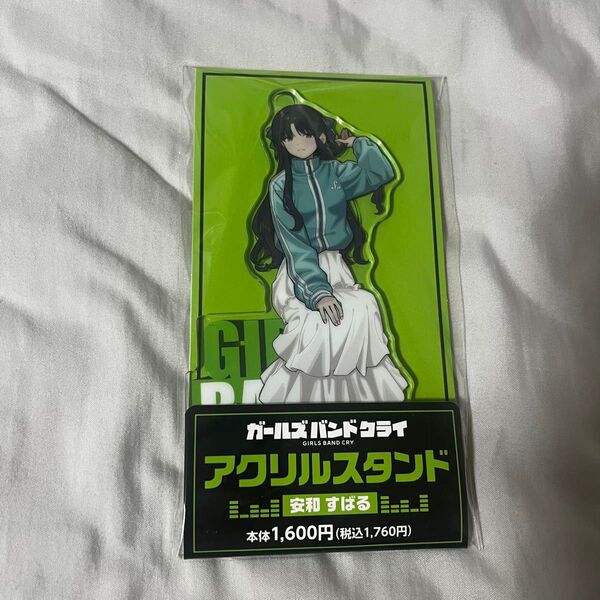 ガールズバンドクライ
GIRLS BAND CRY
アクリルスタンド
安和 すばる
本体1,600円(税込1,760円)